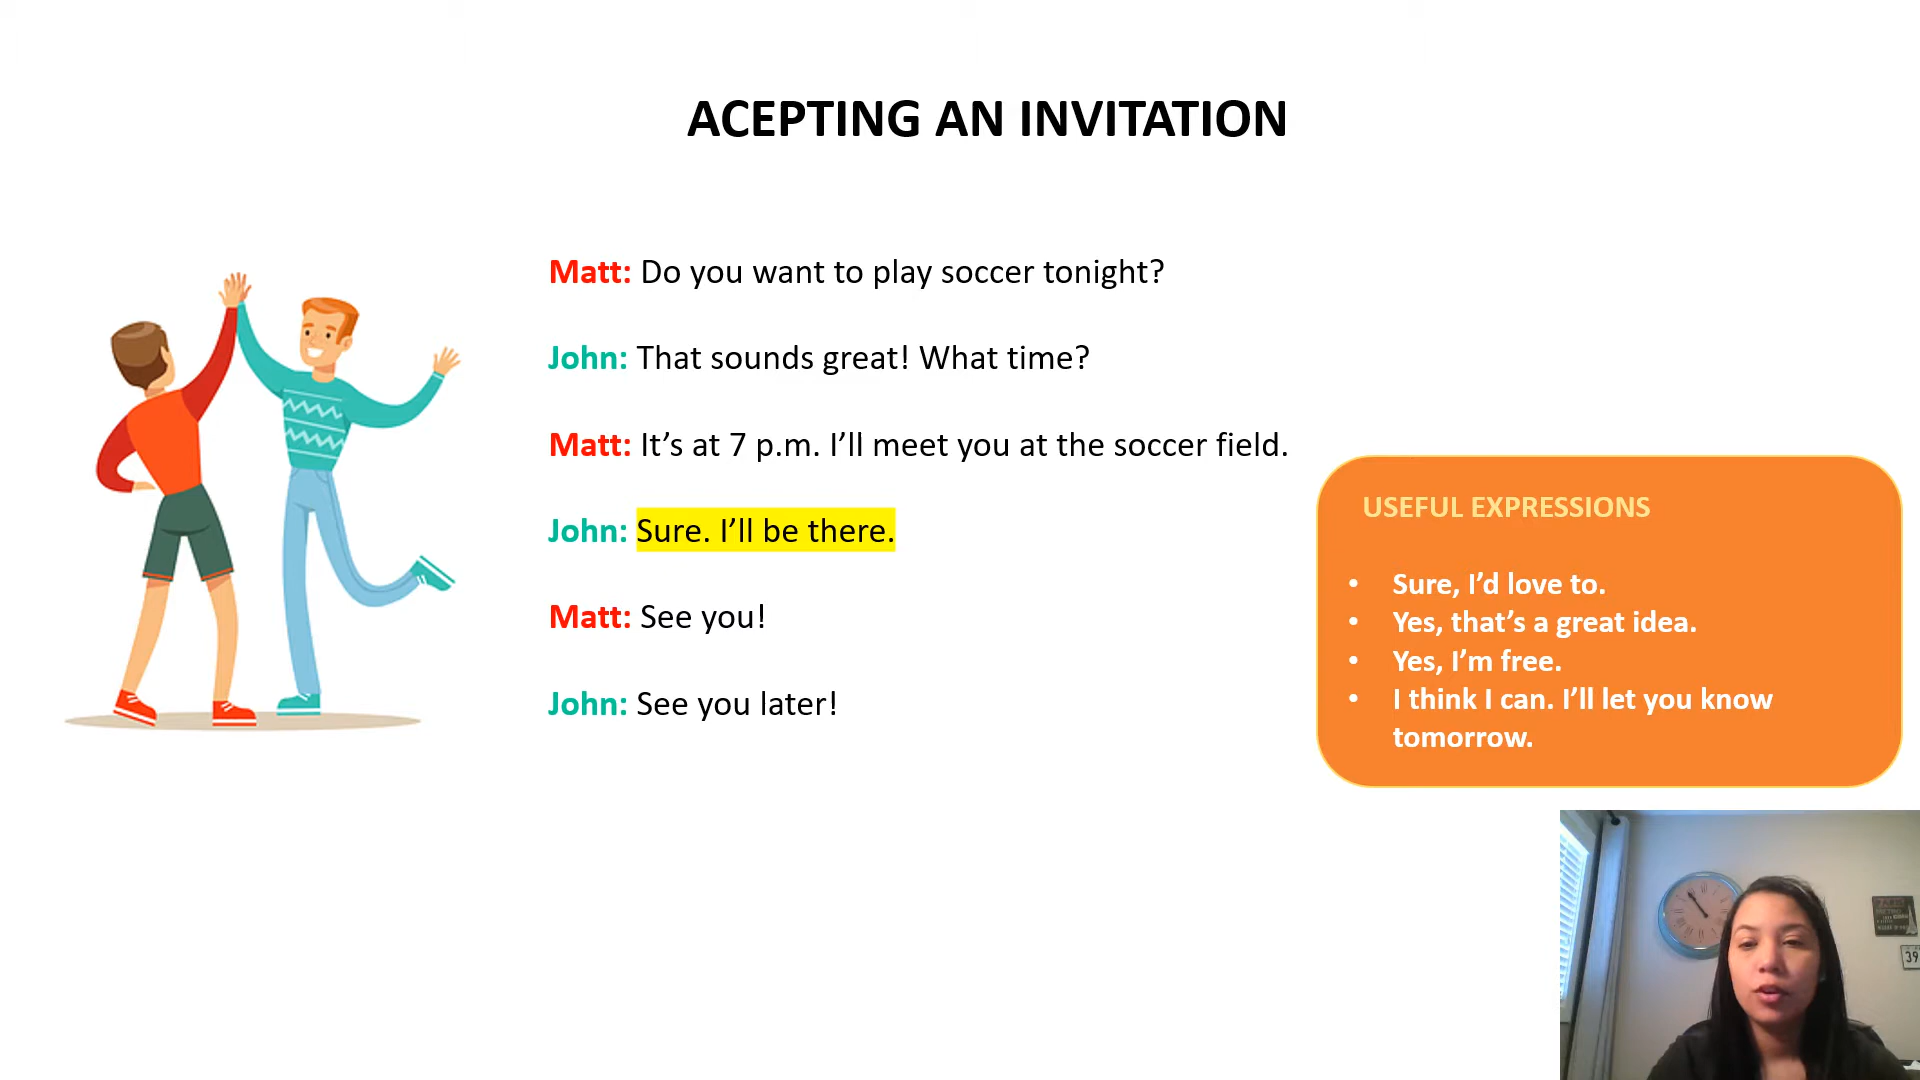 ACEPTING AN INVITATION
Matt: Do you want to play soccer tonight?
John: That sounds great! What time?
Matt: It’s at 7 p.m. I’ll meet you at the soccer field.
John: Sure. I’ll be there.
Matt: See you!
John: See you later!
USEFUL EXPRESSIONS
• Sure, I’d love to.
• Yes, that’s a great idea.
• Yes, I’m free.
• I think I can. I’ll let you know
tomorrow.
39